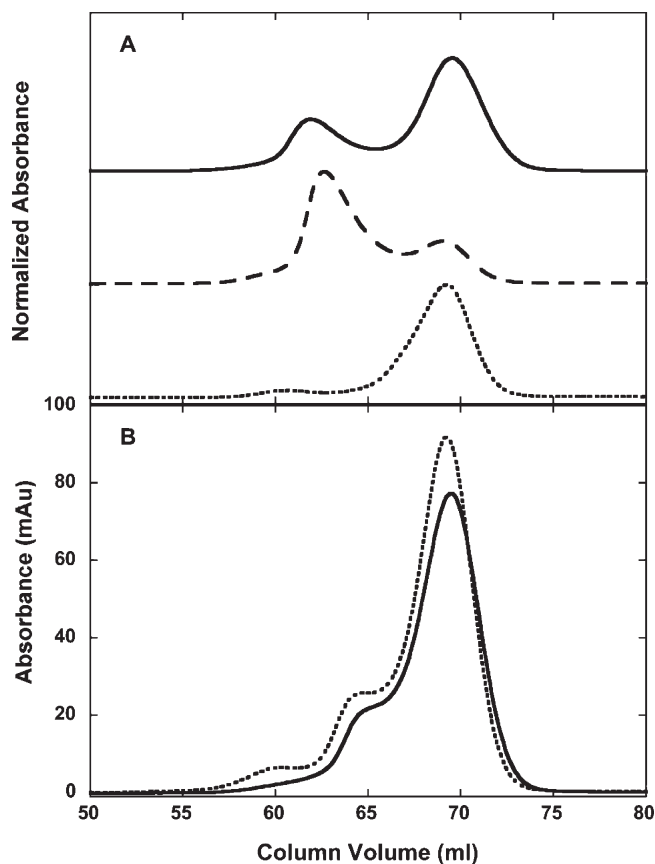 A
Normalized Absorbance
B
Absorbance (mAu)
100
80
60
40
20
0
50 55 60 65 70 75 80
Column Volume (ml)